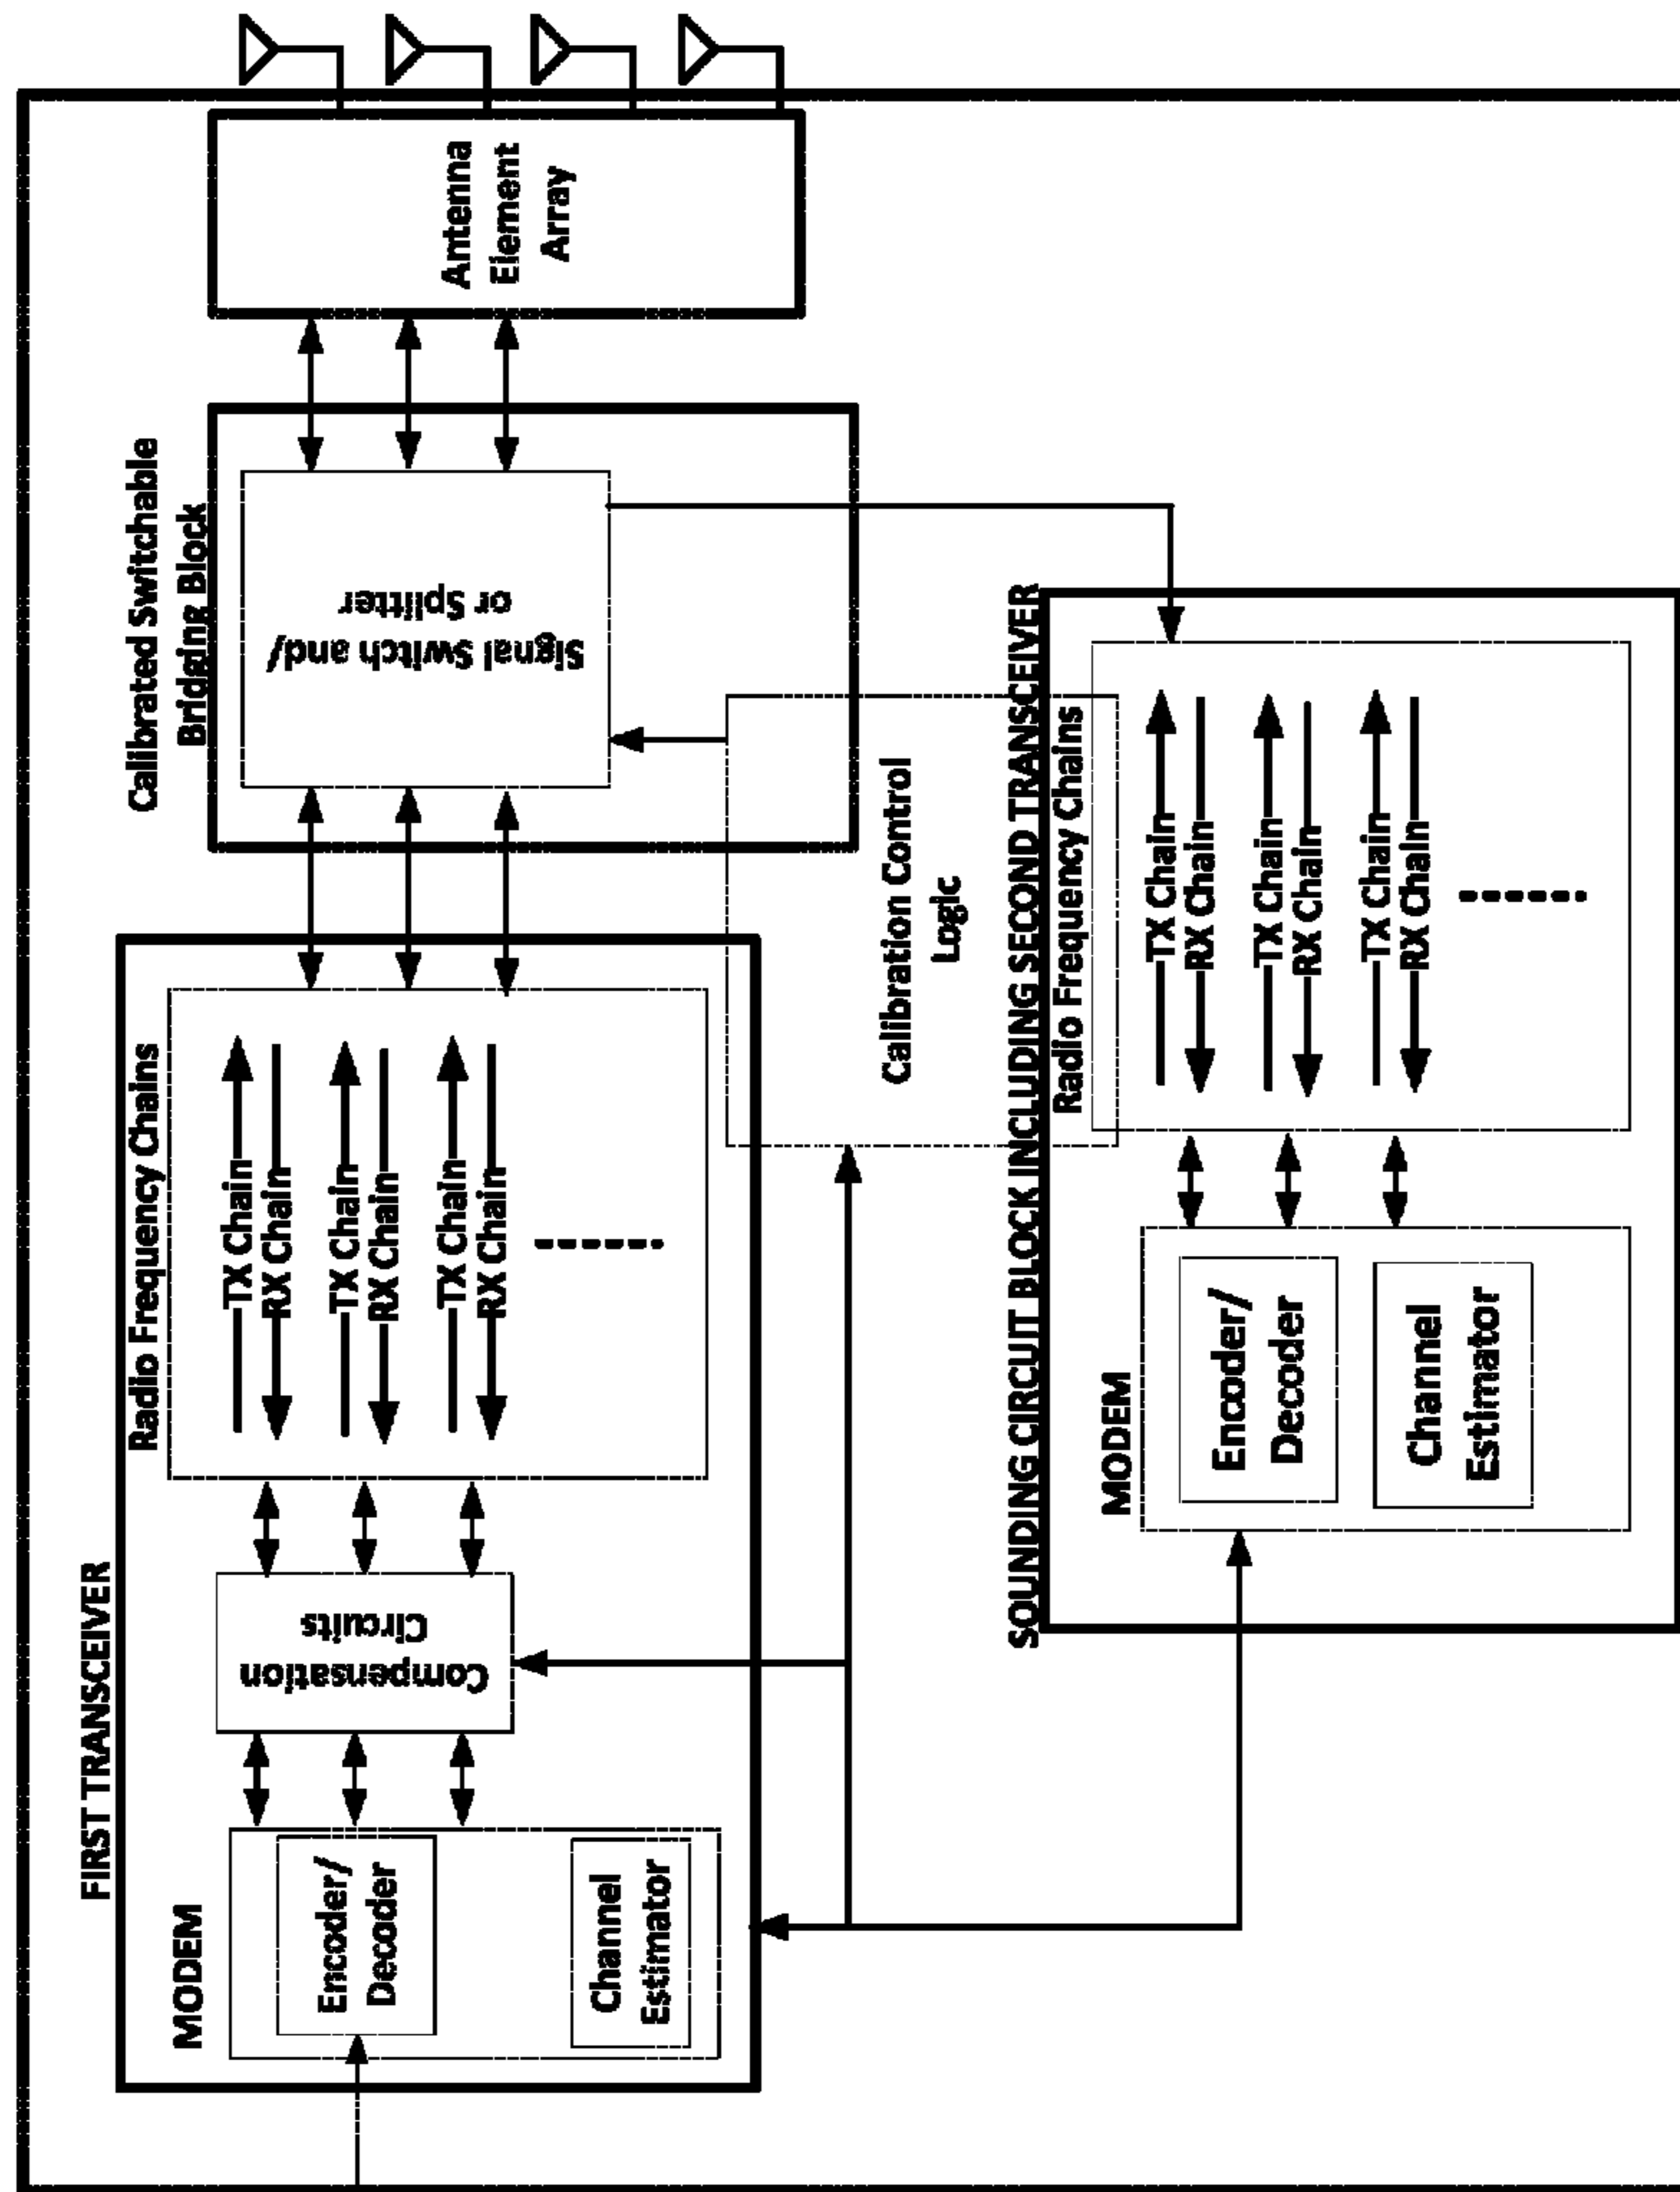 FIRST TRANSCEIVER
MODEM
Encoder/
Decoder
Channel
Estimator
Compensation
Circuits
Radio Frequency Chains
TX Chain
RX Chain
TX Chain
RX Chain
TX Chain
RX Chain
Calibrated Switchable
Bridging Block
Signal Switch and/
or Splitter
Antenna
Element
Array
Calibration Control
Logic
SOUNDING CIRCUIT BLOCK INCLUDING SECOND TRANSCEIVER
MODEM
Encoder/
Decoder
Channel
Estimator
Radio Frequency Chains
TX Chain
RX Chain
TX Chain
RX Chain
TX Chain
RX Chain